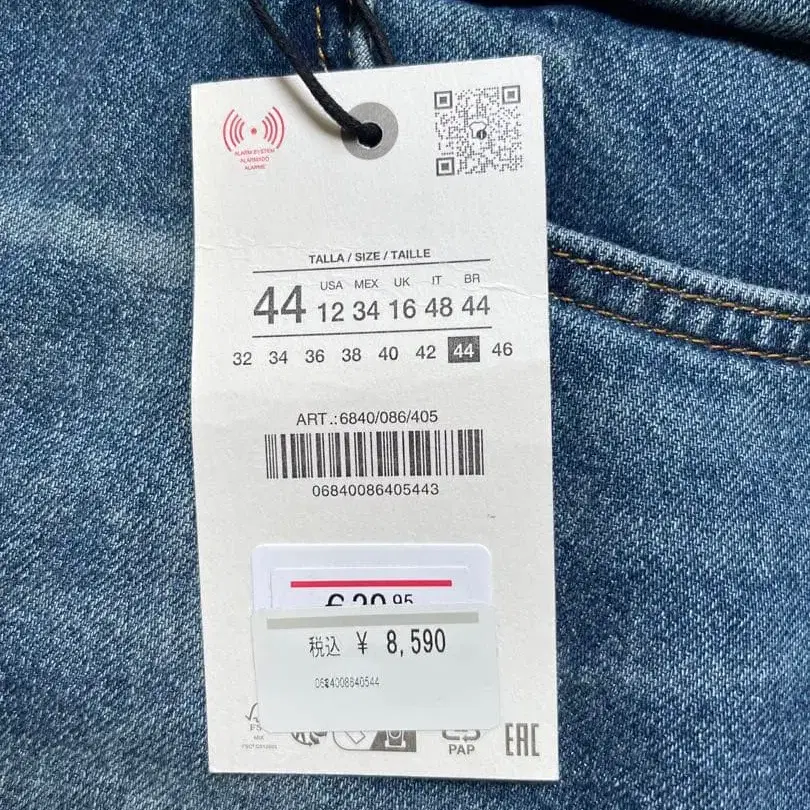 ALARM SYSTEM
ALARMADO
ALARME
TALLA / SIZE / TAILLE
USA MEX UK IT BR
44 12 34 16 48 44
32 34 36 38 40 42 44 46
ART.:6840/086/405
06840086405443
税込 ¥ 8,590
PAP
EAC